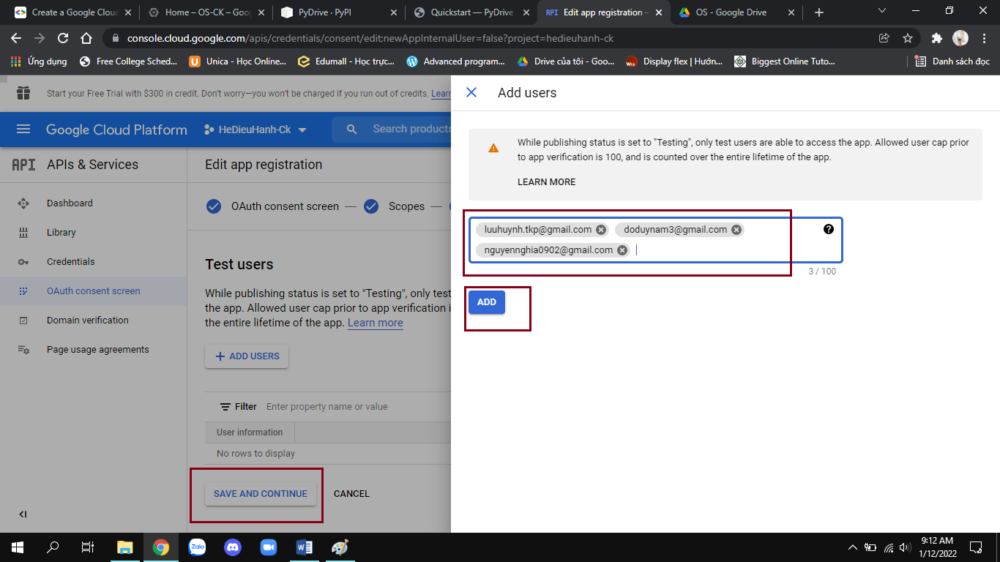 Create a Google Cloud
Home – OS-CK – Goo
PyDrive · PyPI
Quickstart — PyDrive
API Edit app registration –
OS - Google Drive
console.cloud.google.com/apis/credentials/consent/edit;newAppInternalUser=false?project=hedieuhanh-ck
Ứng dụng
Free College Sched...
Unica - Học Online...
Edumall - Học trực...
Advanced program...
Drive của tôi - Goo...
Display flex | Hướn...
Biggest Online Tuto...
Danh sách đọc
Start your Free Trial with $300 in credit. Don't worry—you won't be charged if you run out of credits. Learn
Google Cloud Platform
HeDieuHanh-Ck
Search products
API APIs & Services
Dashboard
Library
Credentials
OAuth consent screen
Domain verification
Page usage agreements
Edit app registration
OAuth consent screen — Scopes —
Test users
While publishing status is set to "Testing", only test
the app. Allowed user cap prior to app verification i
the entire lifetime of the app. Learn more
+ ADD USERS
Filter Enter property name or value
User information
No rows to display
SAVE AND CONTINUE
CANCEL
Add users
While publishing status is set to "Testing", only test users are able to access the app. Allowed user cap prior
to app verification is 100, and is counted over the entire lifetime of the app.
LEARN MORE
luuhuynh.tkp@gmail.com doduynam3@gmail.com
nguyennghia0902@gmail.com
3 / 100
ADD
Zalo
9:12 AM
1/12/2022